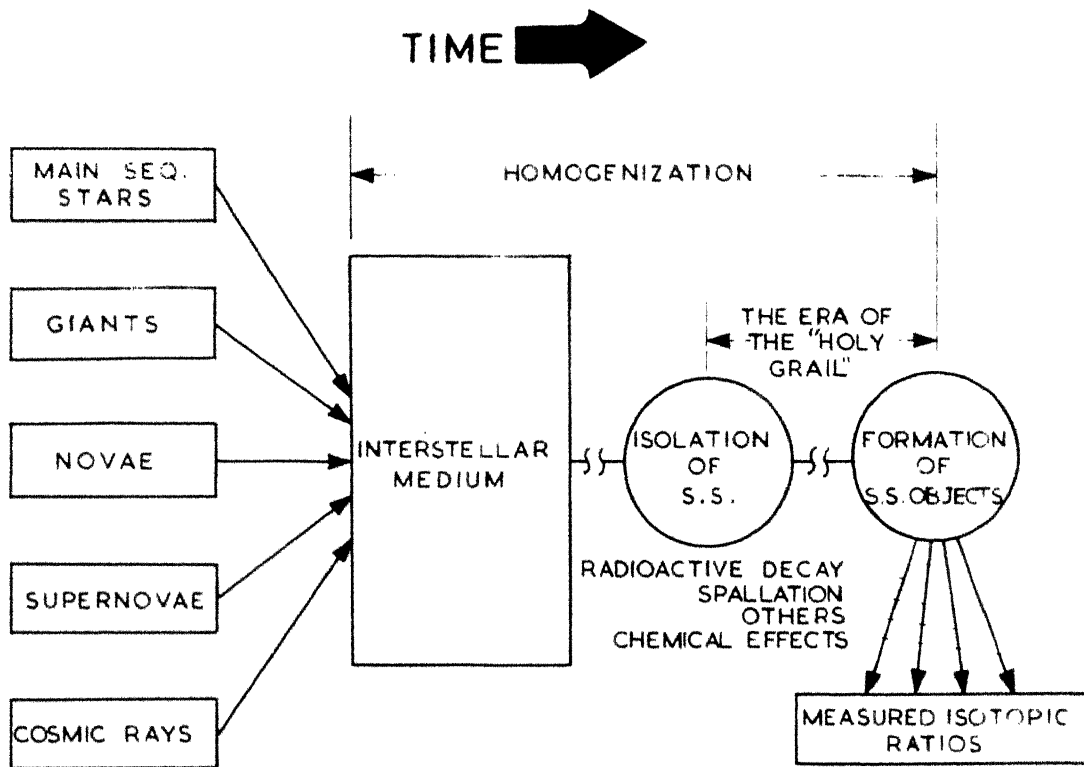 TIME
MAIN SEQ.
STARS
GIANTS
NOVAE
SUPERNOVAE
COSMIC RAYS
HOMOGENIZATION
INTERSTELLAR
MEDIUM
THE ERA OF
THE "HOLY
GRAIL"
ISOLATION
OF
S.S.
FORMATION
OF
S.S. OBJECTS
RADIOACTIVE DECAY
SPALLATION
OTHERS
CHEMICAL EFFECTS
MEASURED ISOTOPIC
RATIOS